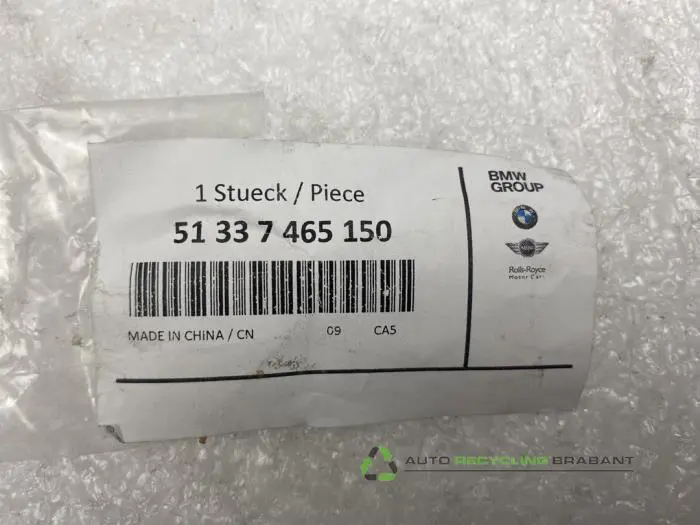 1 Stueck / Piece
51 33 7 465 150
MADE IN CHINA / CN 09 CA5
BMW
GROUP
MINI
Rolls-Royce
Motor Cars
AUTO RECYCLING BRABANT